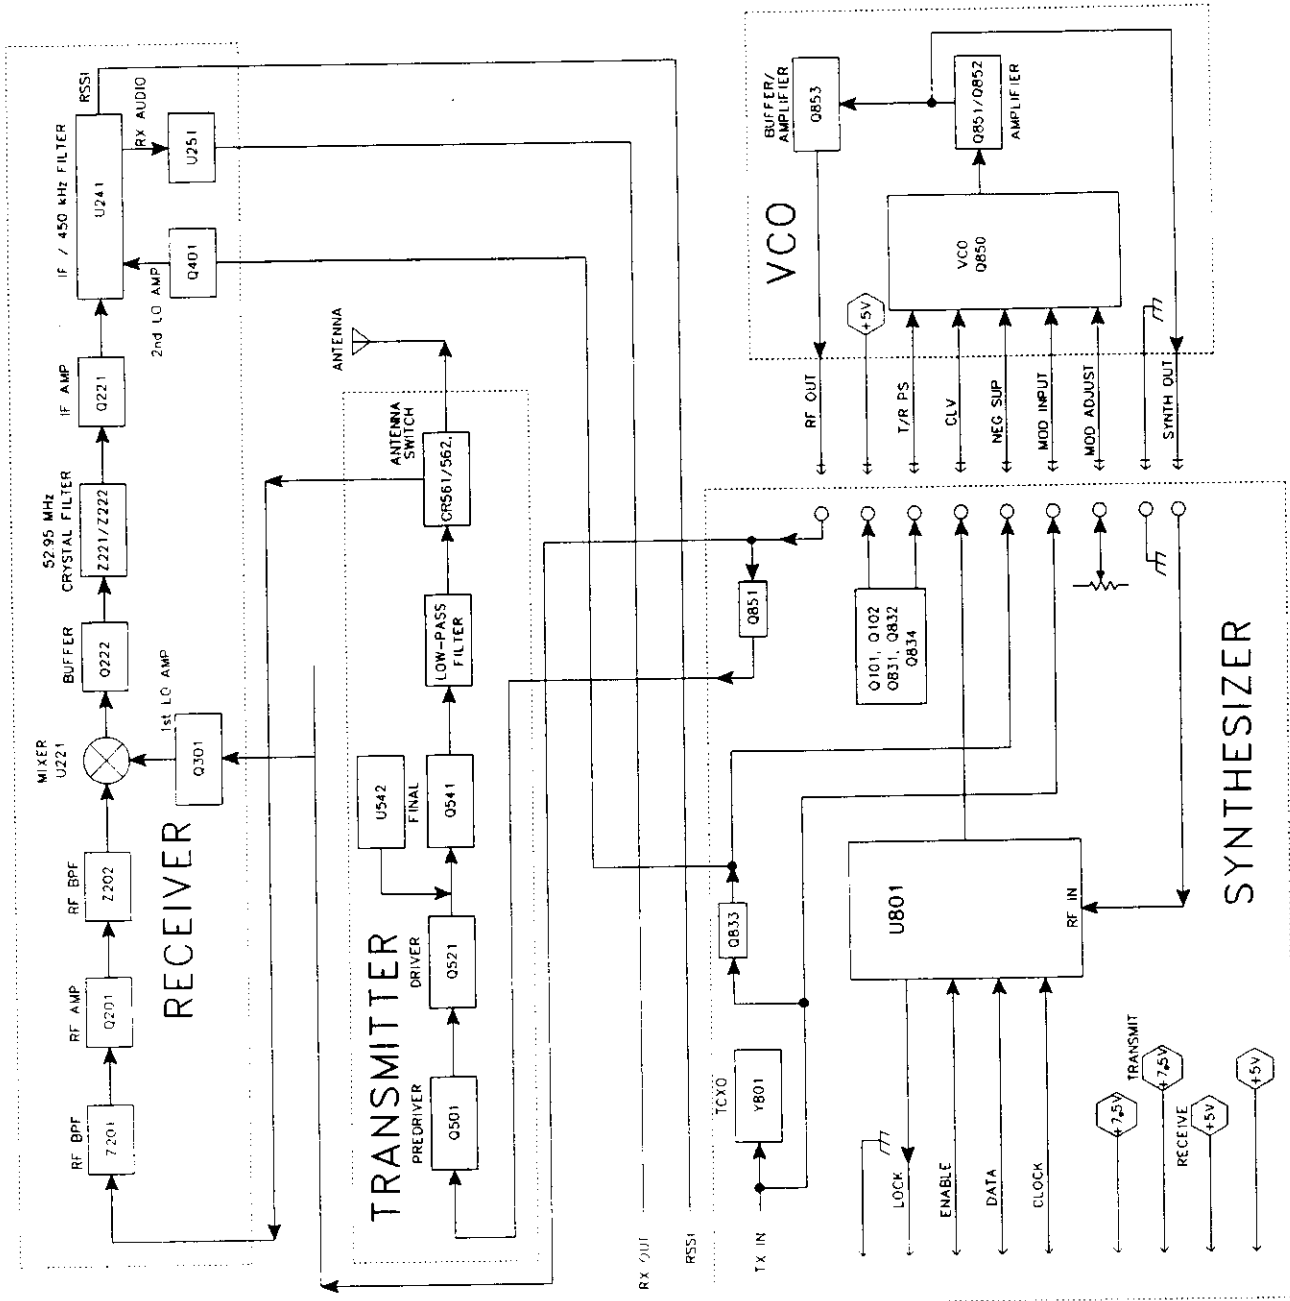 RF BPF
Z201
RF AMP
Q201
RF BPF
Z202
MIXER
U221
1st LO AMP
Q301
BUFFER
Q222
52.95 MHz
CRYSTAL FILTER
Z221/Z222
IF AMP
Q221
IF / 450 kHz FILTER
U241
2nd LO AMP
Q401
RSSI
RX AUDIO
U251
RECEIVER
TRANSMITTER
PREDRIVER
Q501
DRIVER
Q521
U542
FINAL
Q541
LOW-PASS
FILTER
ANTENNA
SWITCH
CR561/562
ANTENNA
RX OUT
RSSI
TX IN
TCXO
Y801
Q833
Q851
Q101, Q102
Q831, Q832
Q834
U801
RF IN
LOCK
ENABLE
DATA
CLOCK
+7.5V
TRANSMIT
+7.5V
RECEIVE
+5V
+5V
SYNTHESIZER
RF OUT
+5V
T/R PS
CLV
NEG SUP
MOD INPUT
MOD ADJUST
SYNTH OUT
VCO
BUFFER/
AMPLIFIER
Q853
Q851/Q852
AMPLIFIER
VCO
Q850